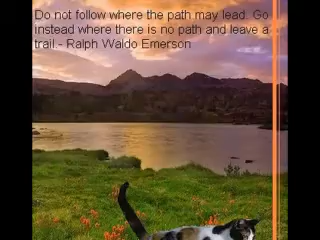 Do not follow where the path may lead. Go
instead where there is no path and leave a
trail.- Ralph Waldo Emerson